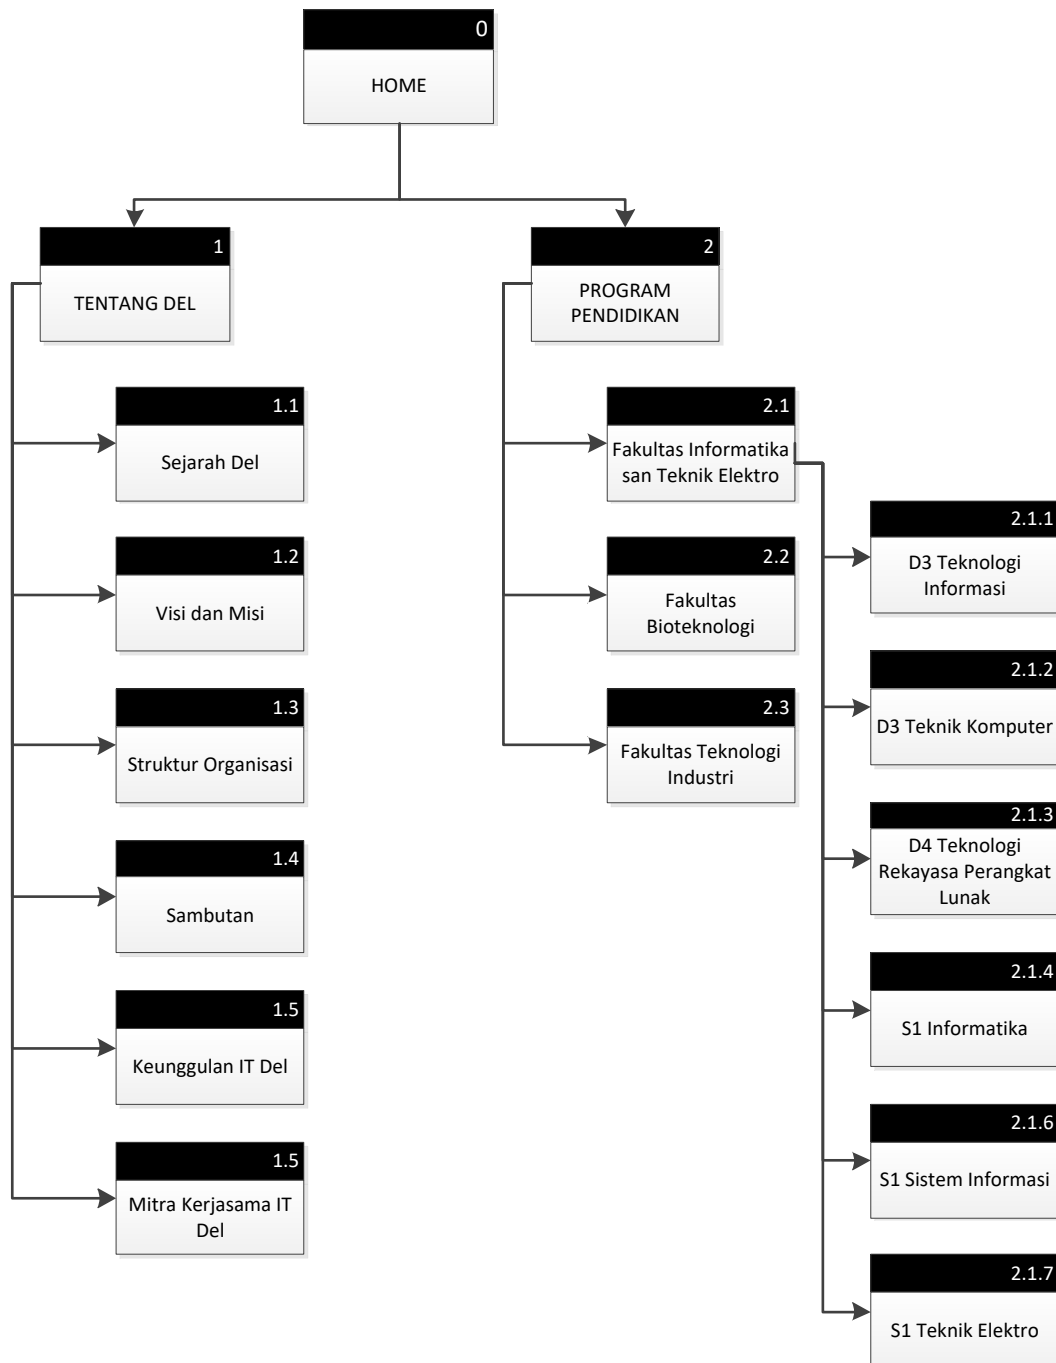 0
HOME
1
TENTANG DEL
1.1
Sejarah Del
1.2
Visi dan Misi
1.3
Struktur Organisasi
1.4
Sambutan
1.5
Keunggulan IT Del
1.5
Mitra Kerjasama IT
Del
2
PROGRAM
PENDIDIKAN
2.1
Fakultas Informatika
san Teknik Elektro
2.2
Fakultas
Bioteknologi
2.3
Fakultas Teknologi
Industri
2.1.1
D3 Teknologi
Informasi
2.1.2
D3 Teknik Komputer
2.1.3
D4 Teknologi
Rekayasa Perangkat
Lunak
2.1.4
S1 Informatika
2.1.6
S1 Sistem Informasi
2.1.7
S1 Teknik Elektro